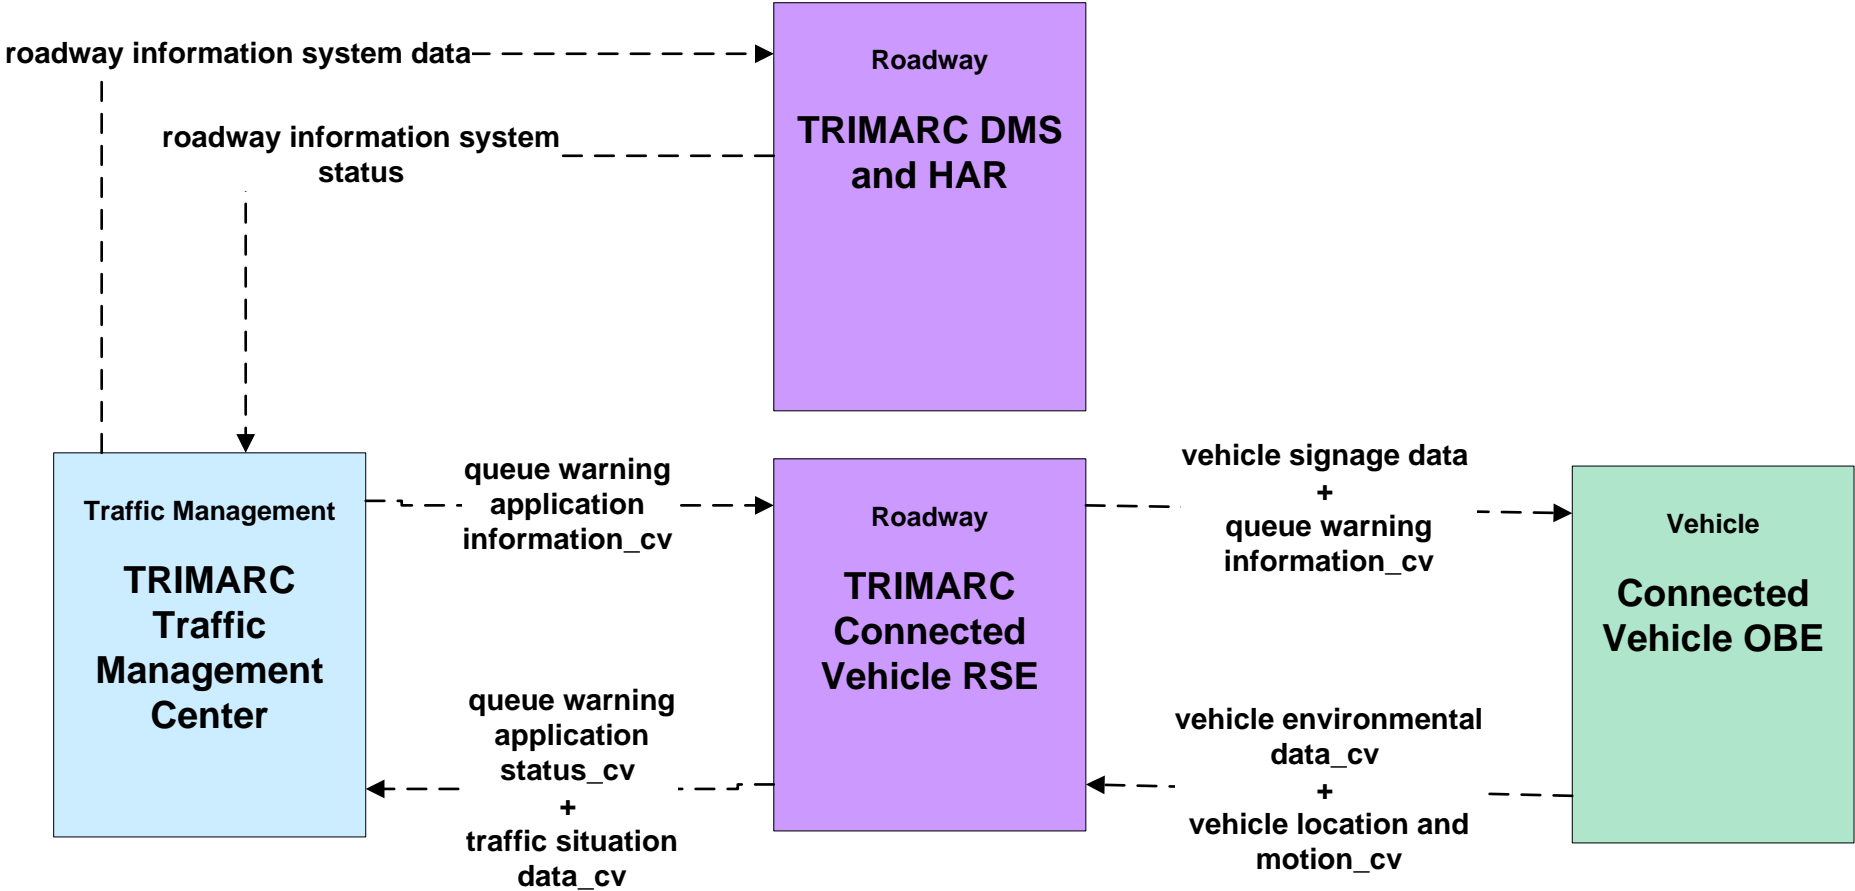 roadway information system data
roadway information system
status
Roadway
TRIMARC DMS
and HAR
Traffic Management
TRIMARC
Traffic
Management
Center
queue warning
application
information_cv
queue warning
application
status_cv
+
traffic situation
data_cv
Roadway
TRIMARC
Connected
Vehicle RSE
vehicle signage data
+
queue warning
information_cv
vehicle environmental
data_cv
+
vehicle location and
motion_cv
Vehicle
Connected
Vehicle OBE